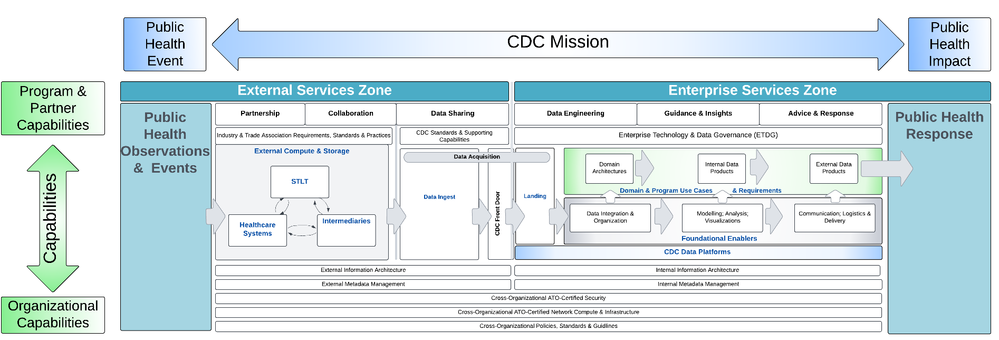 Public
Health
Event
CDC Mission
Public
Health
Impact
Program &
Partner
Capabilities
Capabilities
Organizational
Capabilities
External Services Zone
Enterprise Services Zone
Public
Health
Observations
& Events
Partnership
Collaboration
Data Sharing
Data Engineering
Guidance & Insights
Advice & Response
Public Health
Response
Industry & Trade Association Requirements, Standards & Practices
CDC Standards & Supporting
Capabilities
Enterprise Technology & Data Governance (ETDG)
External Compute & Storage
STLT
Healthcare
Systems
Intermediaries
Data Acquisition
Data Ingest
CDC Front Door
Landing
Domain
Architectures
Internal Data
Products
External Data
Products
Domain & Program Use Cases & Requirements
Data Integration &
Organization
Modelling; Analysis;
Visualizations
Communication; Logistics &
Delivery
Foundational Enablers
CDC Data Platforms
External Information Architecture
Internal Information Architecture
External Metadata Management
Internal Metadata Management
Cross-Organizational ATO-Certified Security
Cross-Organizational ATO-Certified Network Compute & Infrastructure
Cross-Organizational Policies, Standards & Guidlines